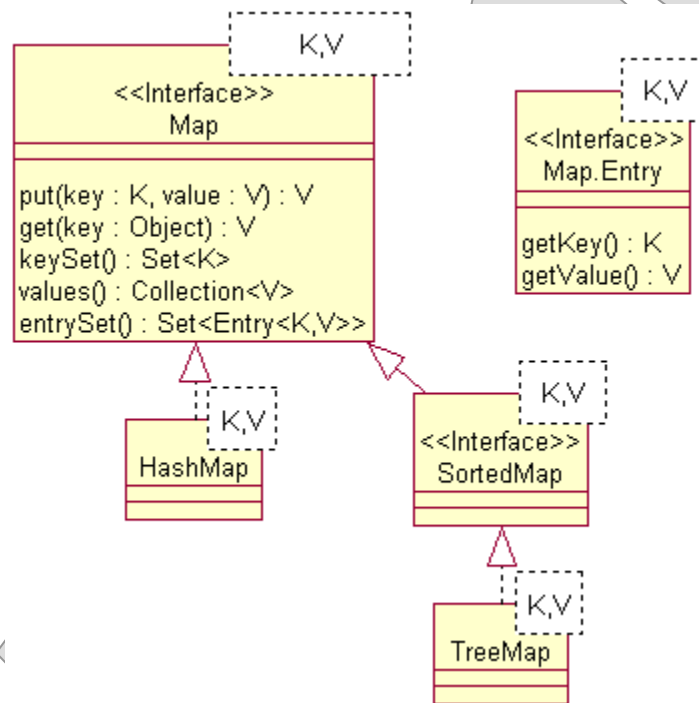 K,V
<<Interface>>
Map
put(key : K, value : V) : V
get(key : Object) : V
keySet() : Set<K>
values() : Collection<V>
entrySet() : Set<Entry<K,V>>
K,V
<<Interface>>
Map.Entry
getKey() : K
getValue() : V
K,V
HashMap
K,V
<<Interface>>
SortedMap
K,V
TreeMap